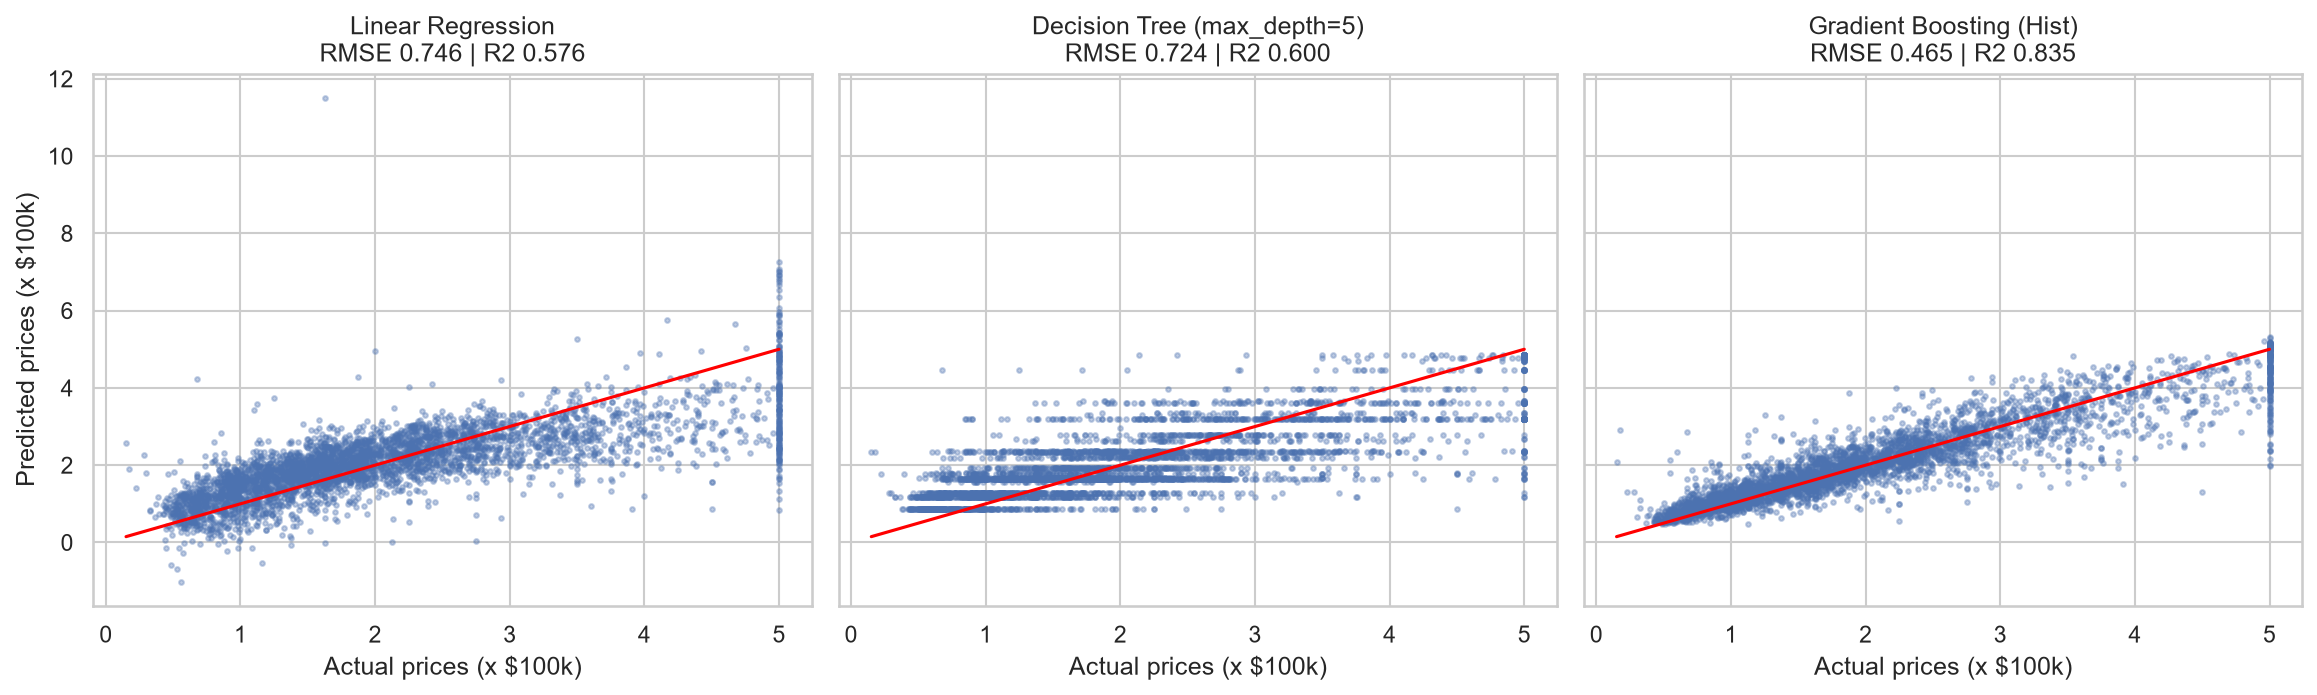 Linear Regression
RMSE 0.746 | R2 0.576
Decision Tree (max_depth=5)
RMSE 0.724 | R2 0.600
Gradient Boosting (Hist)
RMSE 0.465 | R2 0.835
Predicted prices (x $100k)
12
10
8
6
4
2
0
0 1 2 3 4 5
0 1 2 3 4 5
0 1 2 3 4 5
Actual prices (x $100k)
Actual prices (x $100k)
Actual prices (x $100k)